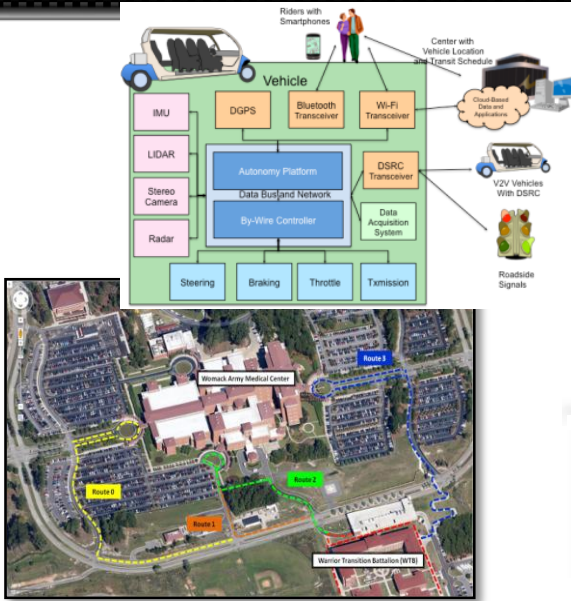 Riders with
Smartphones
Center with
Vehicle Location
and Transit Schedule
Vehicle
Cloud-Based
Data and
Applications
IMU
DGPS
Bluetooth
Transceiver
Wi-Fi
Transceiver
LIDAR
Autonomy Platform
DSRC
Transceiver
Stereo
Camera
Data Bus and Network
V2V Vehicles
With DSRC
By-Wire Controller
Data
Acquisition
System
Radar
Steering
Braking
Throttle
Txmission
Roadside
Signals
Route 3
Womack Army Medical Center
Route 0
Route 2
Route 1
Warrior Transition Battalion (WTB)